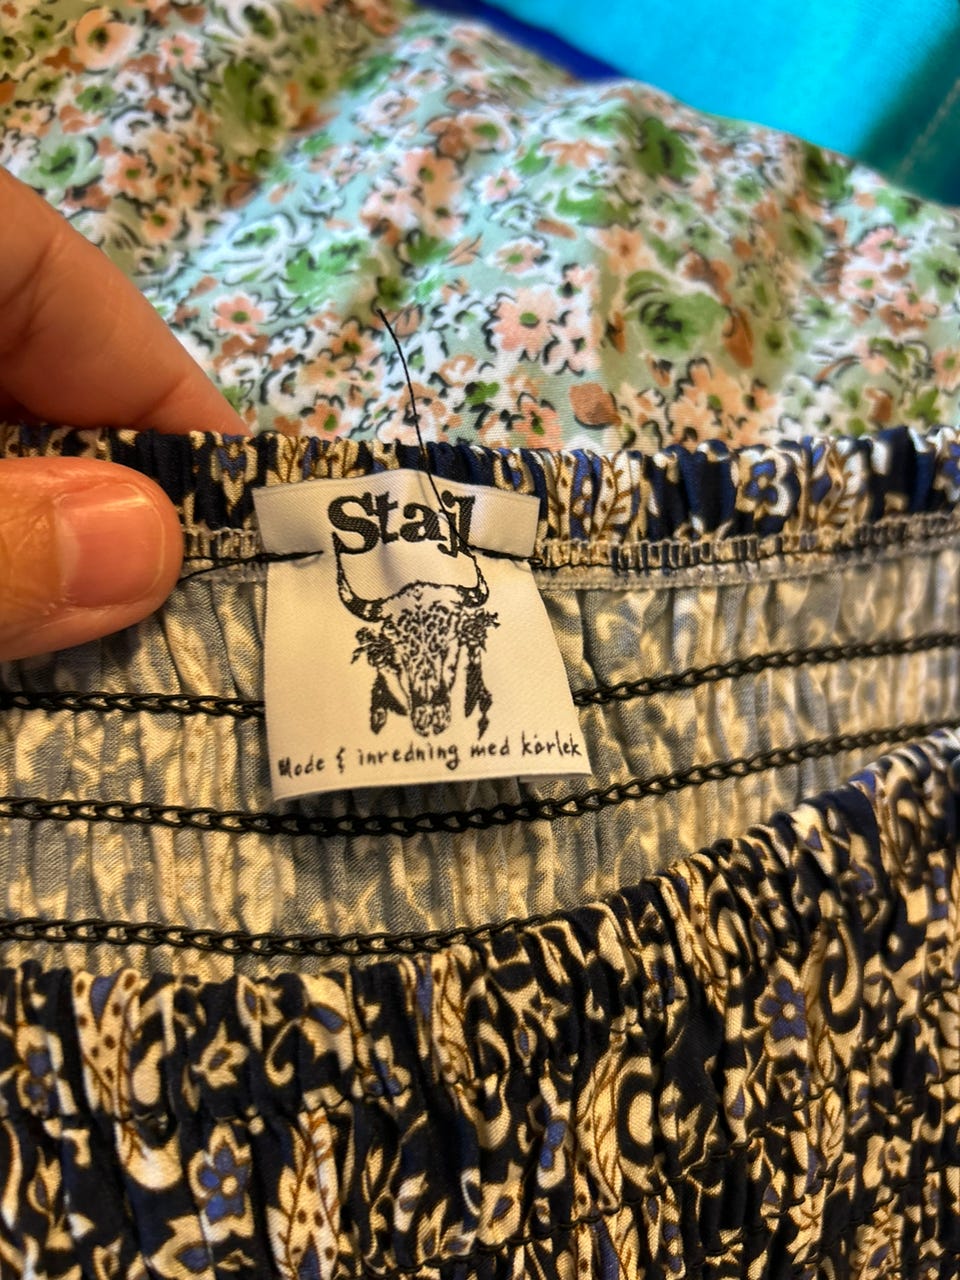 Stajl
Mode & inredning med kärlek